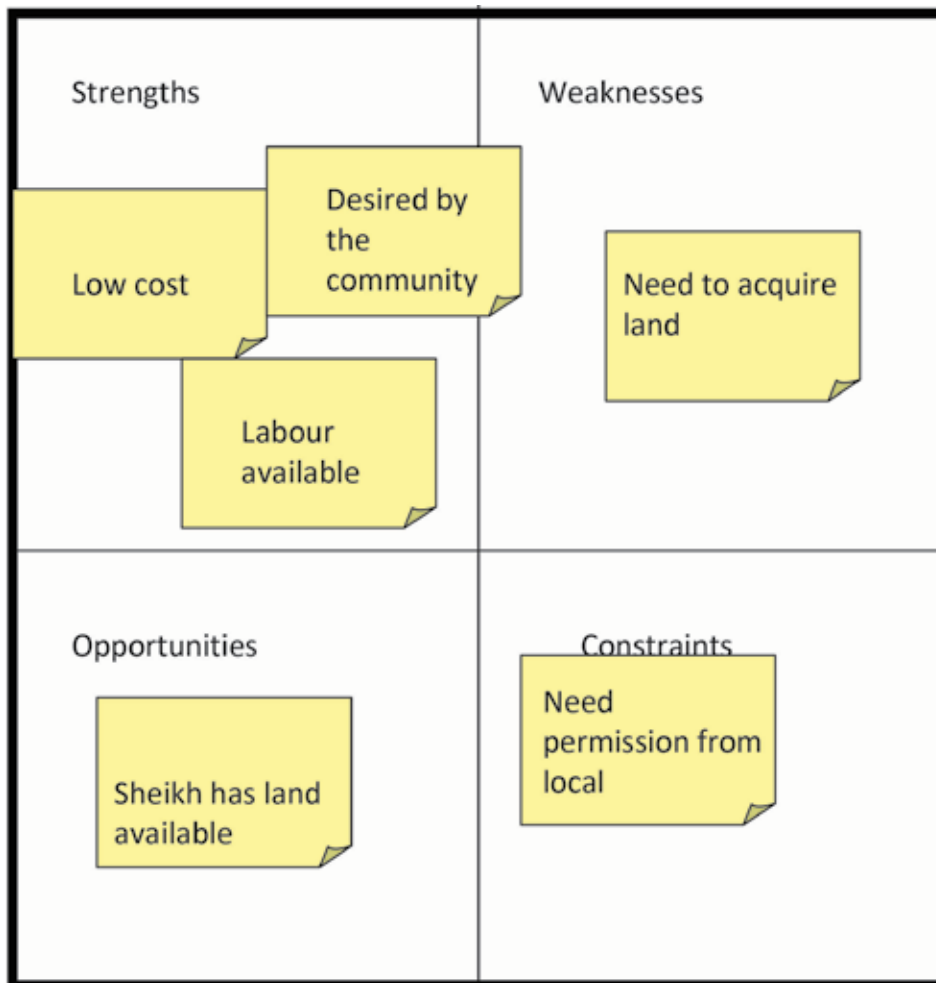 Strengths
Weaknesses
Desired by
the
community
Low cost
Need to acquire
land
Labour
available
Opportunities
Constraints
Need
permission from
local
Sheikh has land
available